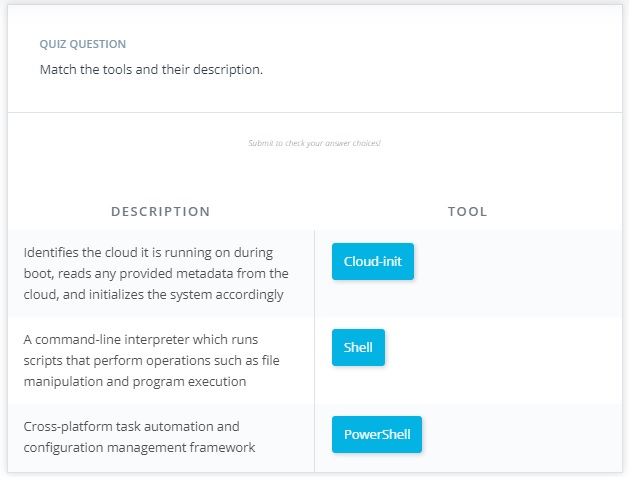 QUIZ QUESTION
Match the tools and their description.
Submit to check your answer choices!
DESCRIPTION
TOOL
Identifies the cloud it is running on during
boot, reads any provided metadata from the
cloud, and initializes the system accordingly
Cloud-init
A command-line interpreter which runs
scripts that perform operations such as file
manipulation and program execution
Shell
Cross-platform task automation and
configuration management framework
PowerShell